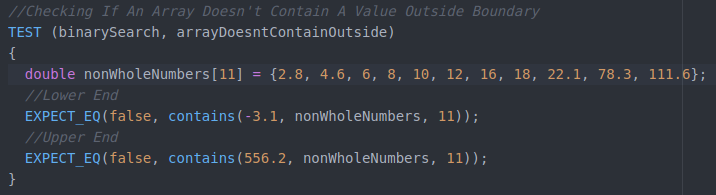 //Checking If An Array Doesn't Contain A Value Outside Boundary
TEST (binarySearch, arrayDoesntContainOutside)
{
  double nonWholeNumbers[11] = {2.8, 4.6, 6, 8, 10, 12, 16, 18, 22.1, 78.3, 111.6};
  //Lower End
  EXPECT_EQ(false, contains(-3.1, nonWholeNumbers, 11));
  //Upper End
  EXPECT_EQ(false, contains(556.2, nonWholeNumbers, 11));
}